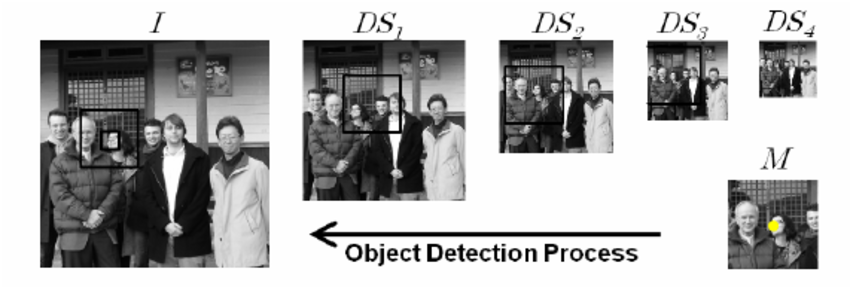 I
DS₁
DS₂
DS₃
DS₄
M
Object Detection Process